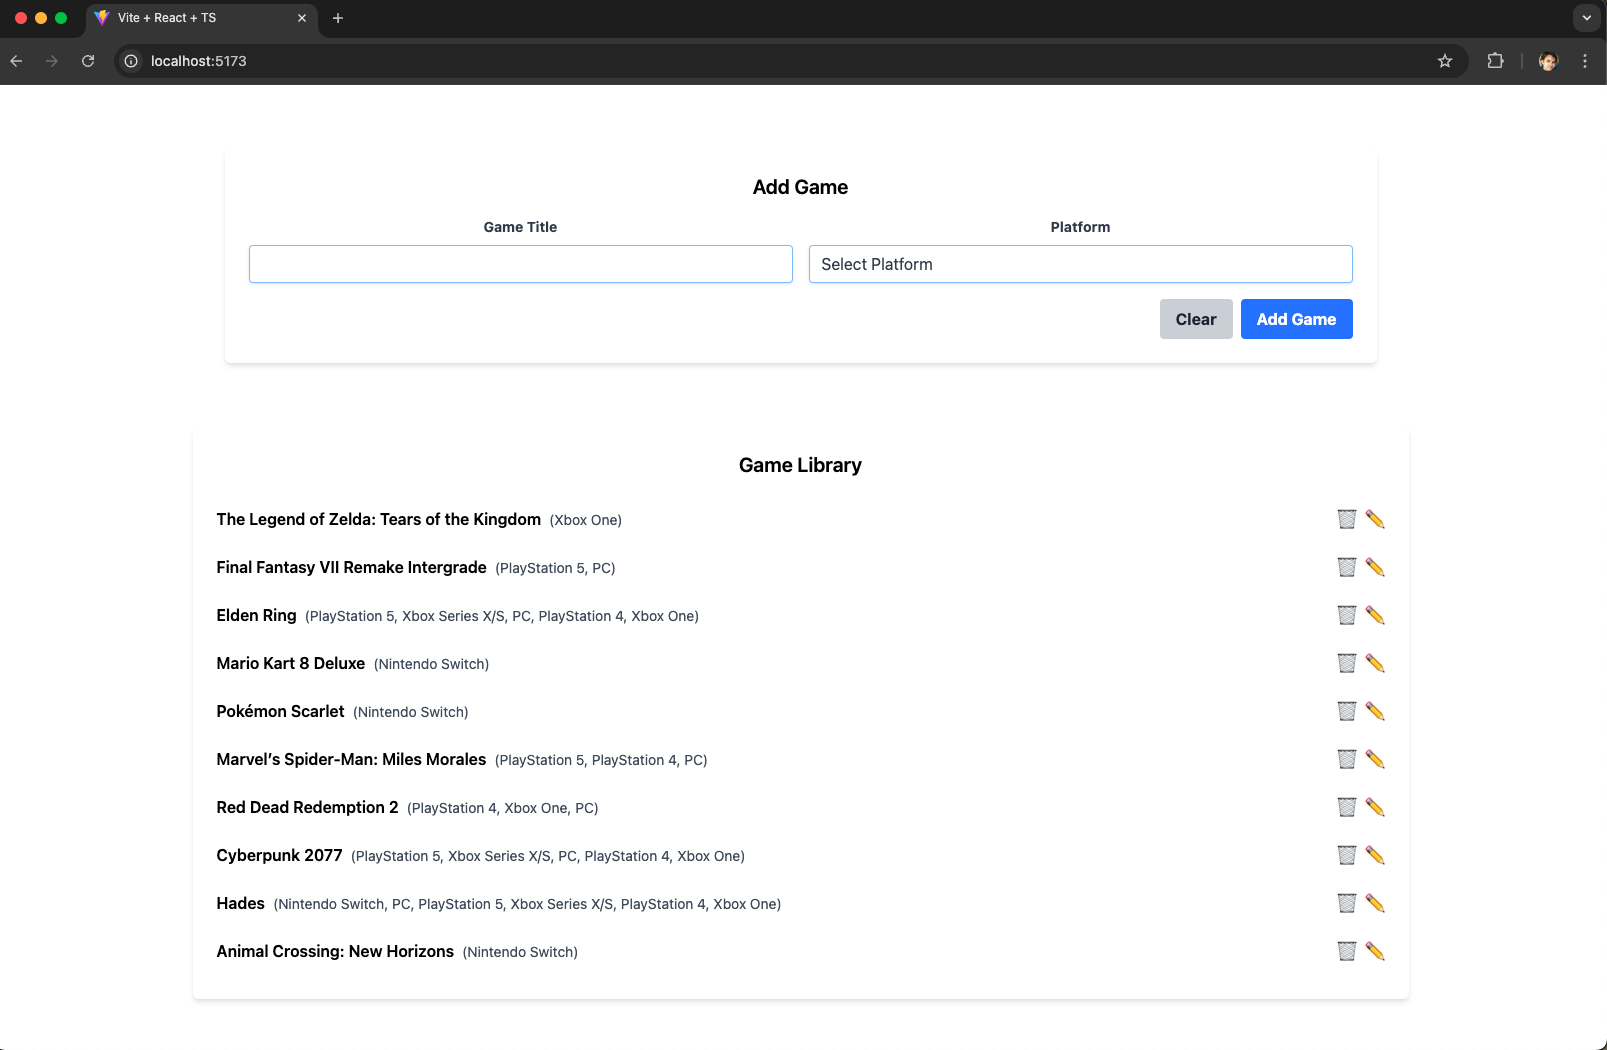 Vite + React + TS
localhost:5173
Add Game
Game Title
Platform
Select Platform
Clear
Add Game
Game Library
The Legend of Zelda: Tears of the Kingdom (Xbox One)
Final Fantasy VII Remake Intergrade (PlayStation 5, PC)
Elden Ring (PlayStation 5, Xbox Series X/S, PC, PlayStation 4, Xbox One)
Mario Kart 8 Deluxe (Nintendo Switch)
Pokémon Scarlet (Nintendo Switch)
Marvel’s Spider-Man: Miles Morales (PlayStation 5, PlayStation 4, PC)
Red Dead Redemption 2 (PlayStation 4, Xbox One, PC)
Cyberpunk 2077 (PlayStation 5, Xbox Series X/S, PC, PlayStation 4, Xbox One)
Hades (Nintendo Switch, PC, PlayStation 5, Xbox Series X/S, PlayStation 4, Xbox One)
Animal Crossing: New Horizons (Nintendo Switch)